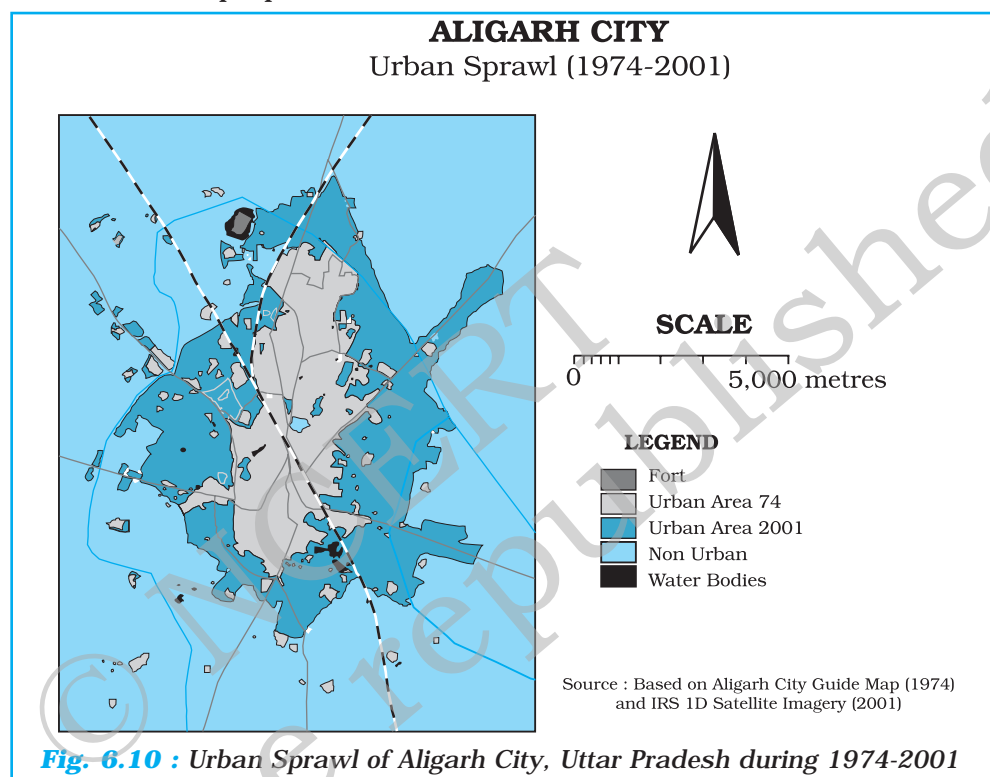 ALIGARH CITY
Urban Sprawl (1974-2001)
SCALE
0 5,000 metres
LEGEND
Fort
Urban Area 74
Urban Area 2001
Non Urban
Water Bodies
Source : Based on Aligarh City Guide Map (1974)
and IRS 1D Satellite Imagery (2001)
Fig. 6.10 : Urban Sprawl of Aligarh City, Uttar Pradesh during 1974-2001
© NCERT
republished